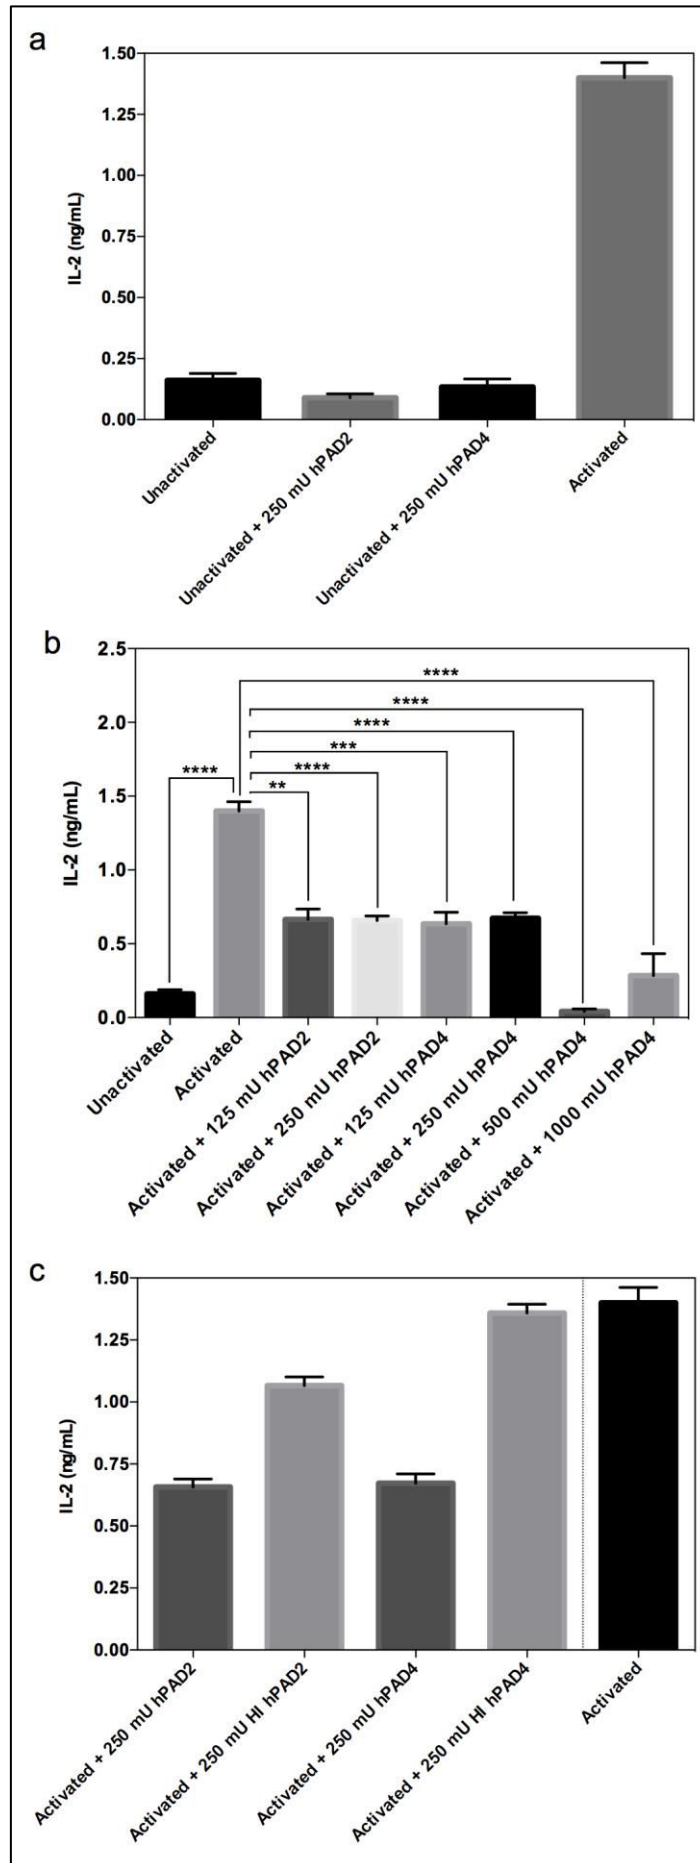 a
1.50
1.25
1.00
0.75
0.50
0.25
0.00
IL-2 (ng/mL)
Unactivated
Unactivated + 250 mU hPAD2
Unactivated + 250 mU hPAD4
Activated
b
2.5
2.0
1.5
1.0
0.5
0.0
IL-2 (ng/mL)
****
****
****
***
****
****
**
Unactivated
Activated
Activated + 125 mU hPAD2
Activated + 250 mU hPAD2
Activated + 125 mU hPAD4
Activated + 250 mU hPAD4
Activated + 500 mU hPAD4
Activated + 1000 mU hPAD4
c
1.50
1.25
1.00
0.75
0.50
0.25
0.00
IL-2 (ng/mL)
Activated + 250 mU hPAD2
Activated + 250 mU HI hPAD2
Activated + 250 mU hPAD4
Activated + 250 mU HI hPAD4
Activated